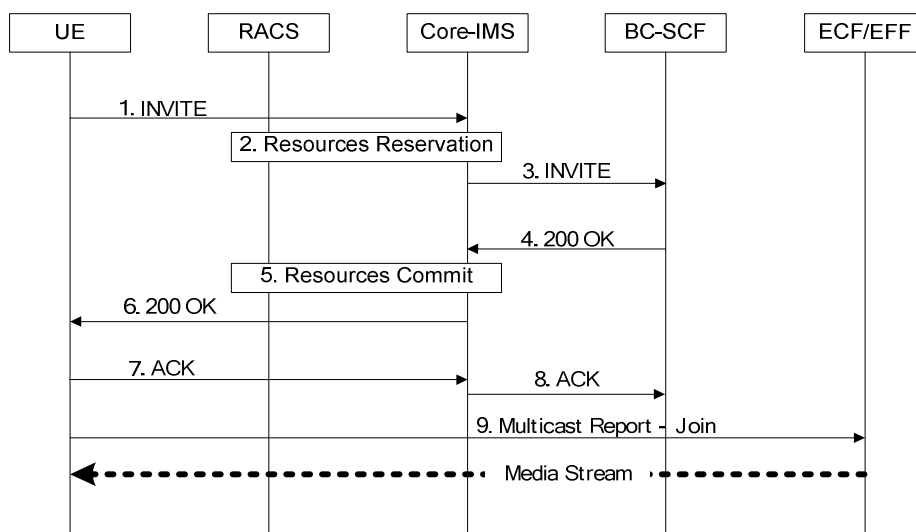 UE
RACS
Core-IMS
BC-SCF
ECF/EFF
1. INVITE
2. Resources Reservation
3. INVITE
4. 200 OK
5. Resources Commit
6. 200 OK
7. ACK
8. ACK
9. Multicast Report - Join
Media Stream